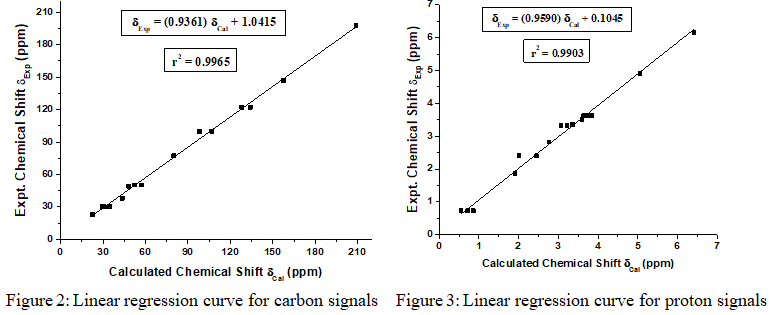 δExp = (0.9361) δCal + 1.0415
r² = 0.9965
Expt. Chemical Shift δExp (ppm)
210
180
150
120
90
60
30
0
0 30 60 90 120 150 180 210
Calculated Chemical Shift δCal (ppm)
Figure 2: Linear regression curve for carbon signals
δExp = (0.9590) δCal + 0.1045
r² = 0.9903
Expt. Chemical Shift δExp (ppm)
7
6
5
4
3
2
1
0
0 1 2 3 4 5 6 7
Calculated Chemical Shift δCal (ppm)
Figure 3: Linear regression curve for proton signals